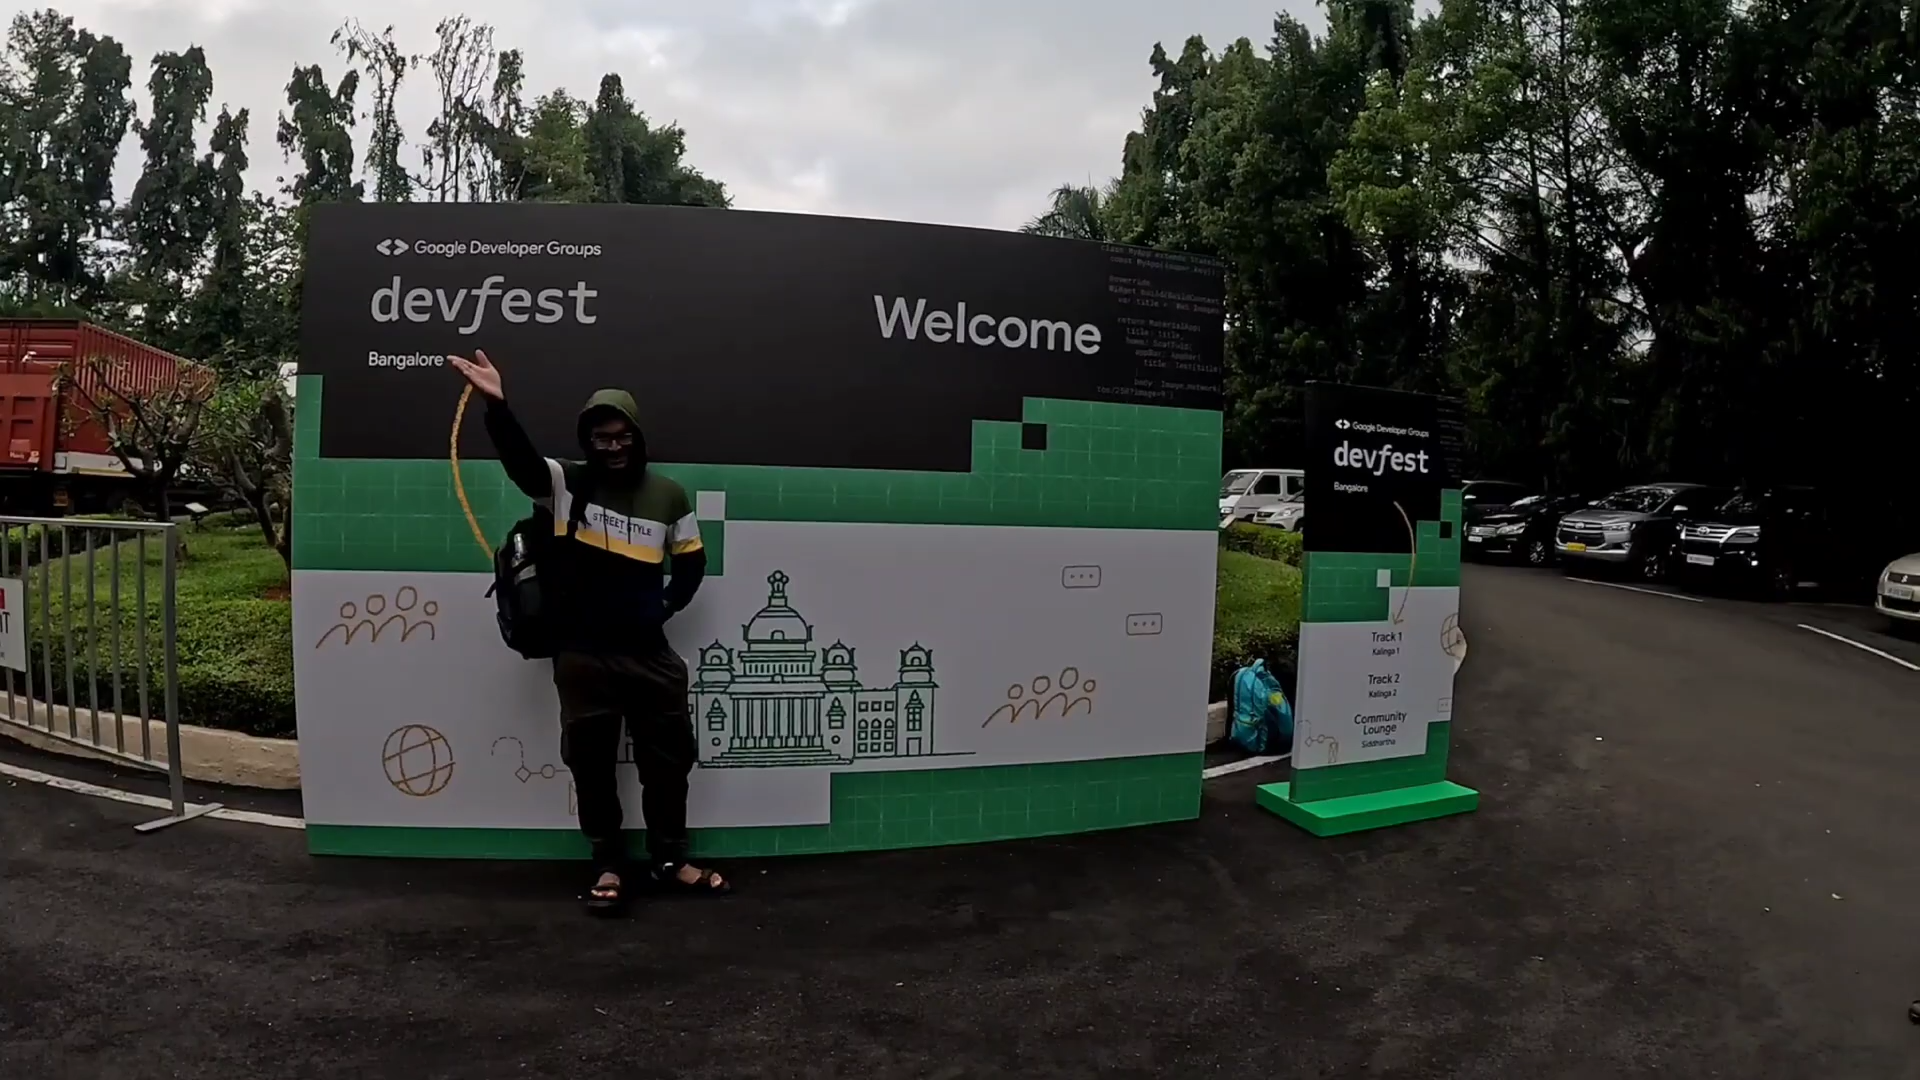 Google Developer Groups
devfest
Bangalore
Welcome
STREET STYLE
Google Developer Groups
devfest
Bangalore
Track 1
Kalinga 1
Track 2
Kalinga 2
Community
Lounge
Siddhartha